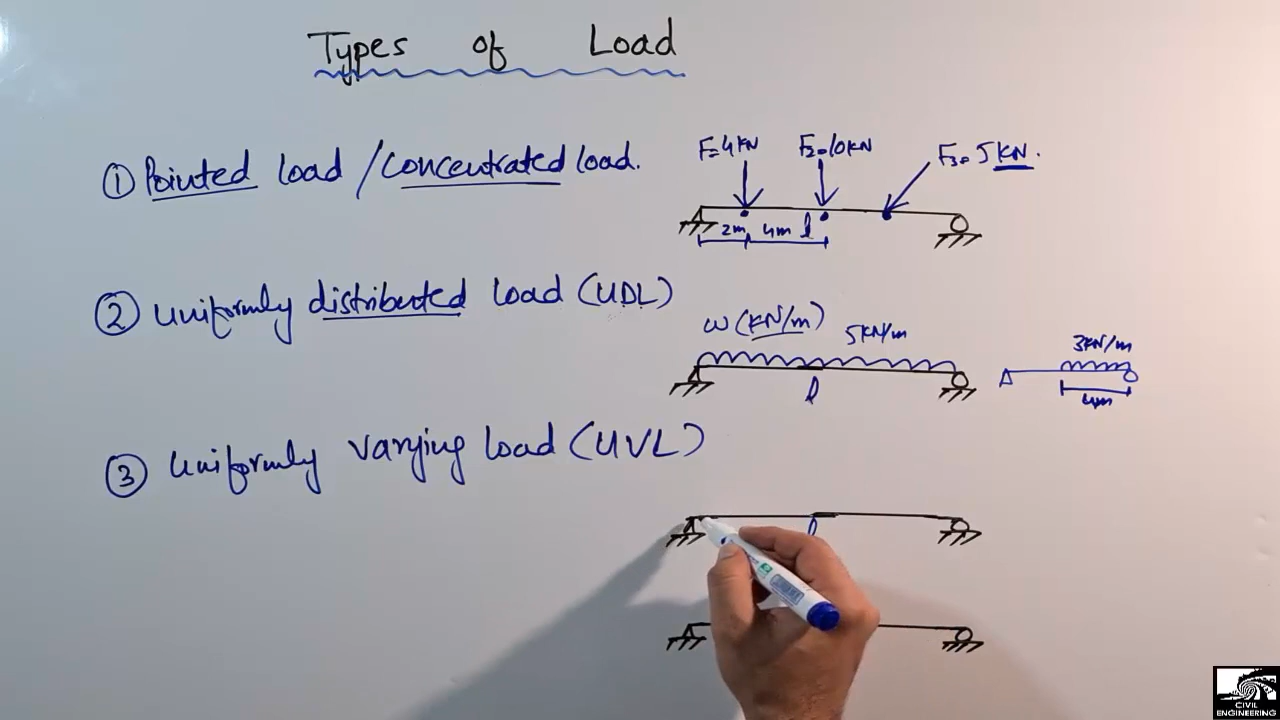 Types of Load
① Pointed load / concentrated load.
F=4KN F2=10KN F3=5KN.
2m 4m l
② Uniformly distributed load (UDL)
w (KN/m) 5KN/m
3KN/m
l
4m
③ Uniformly varying load (UVL)
l
CIVIL
ENGINEERING